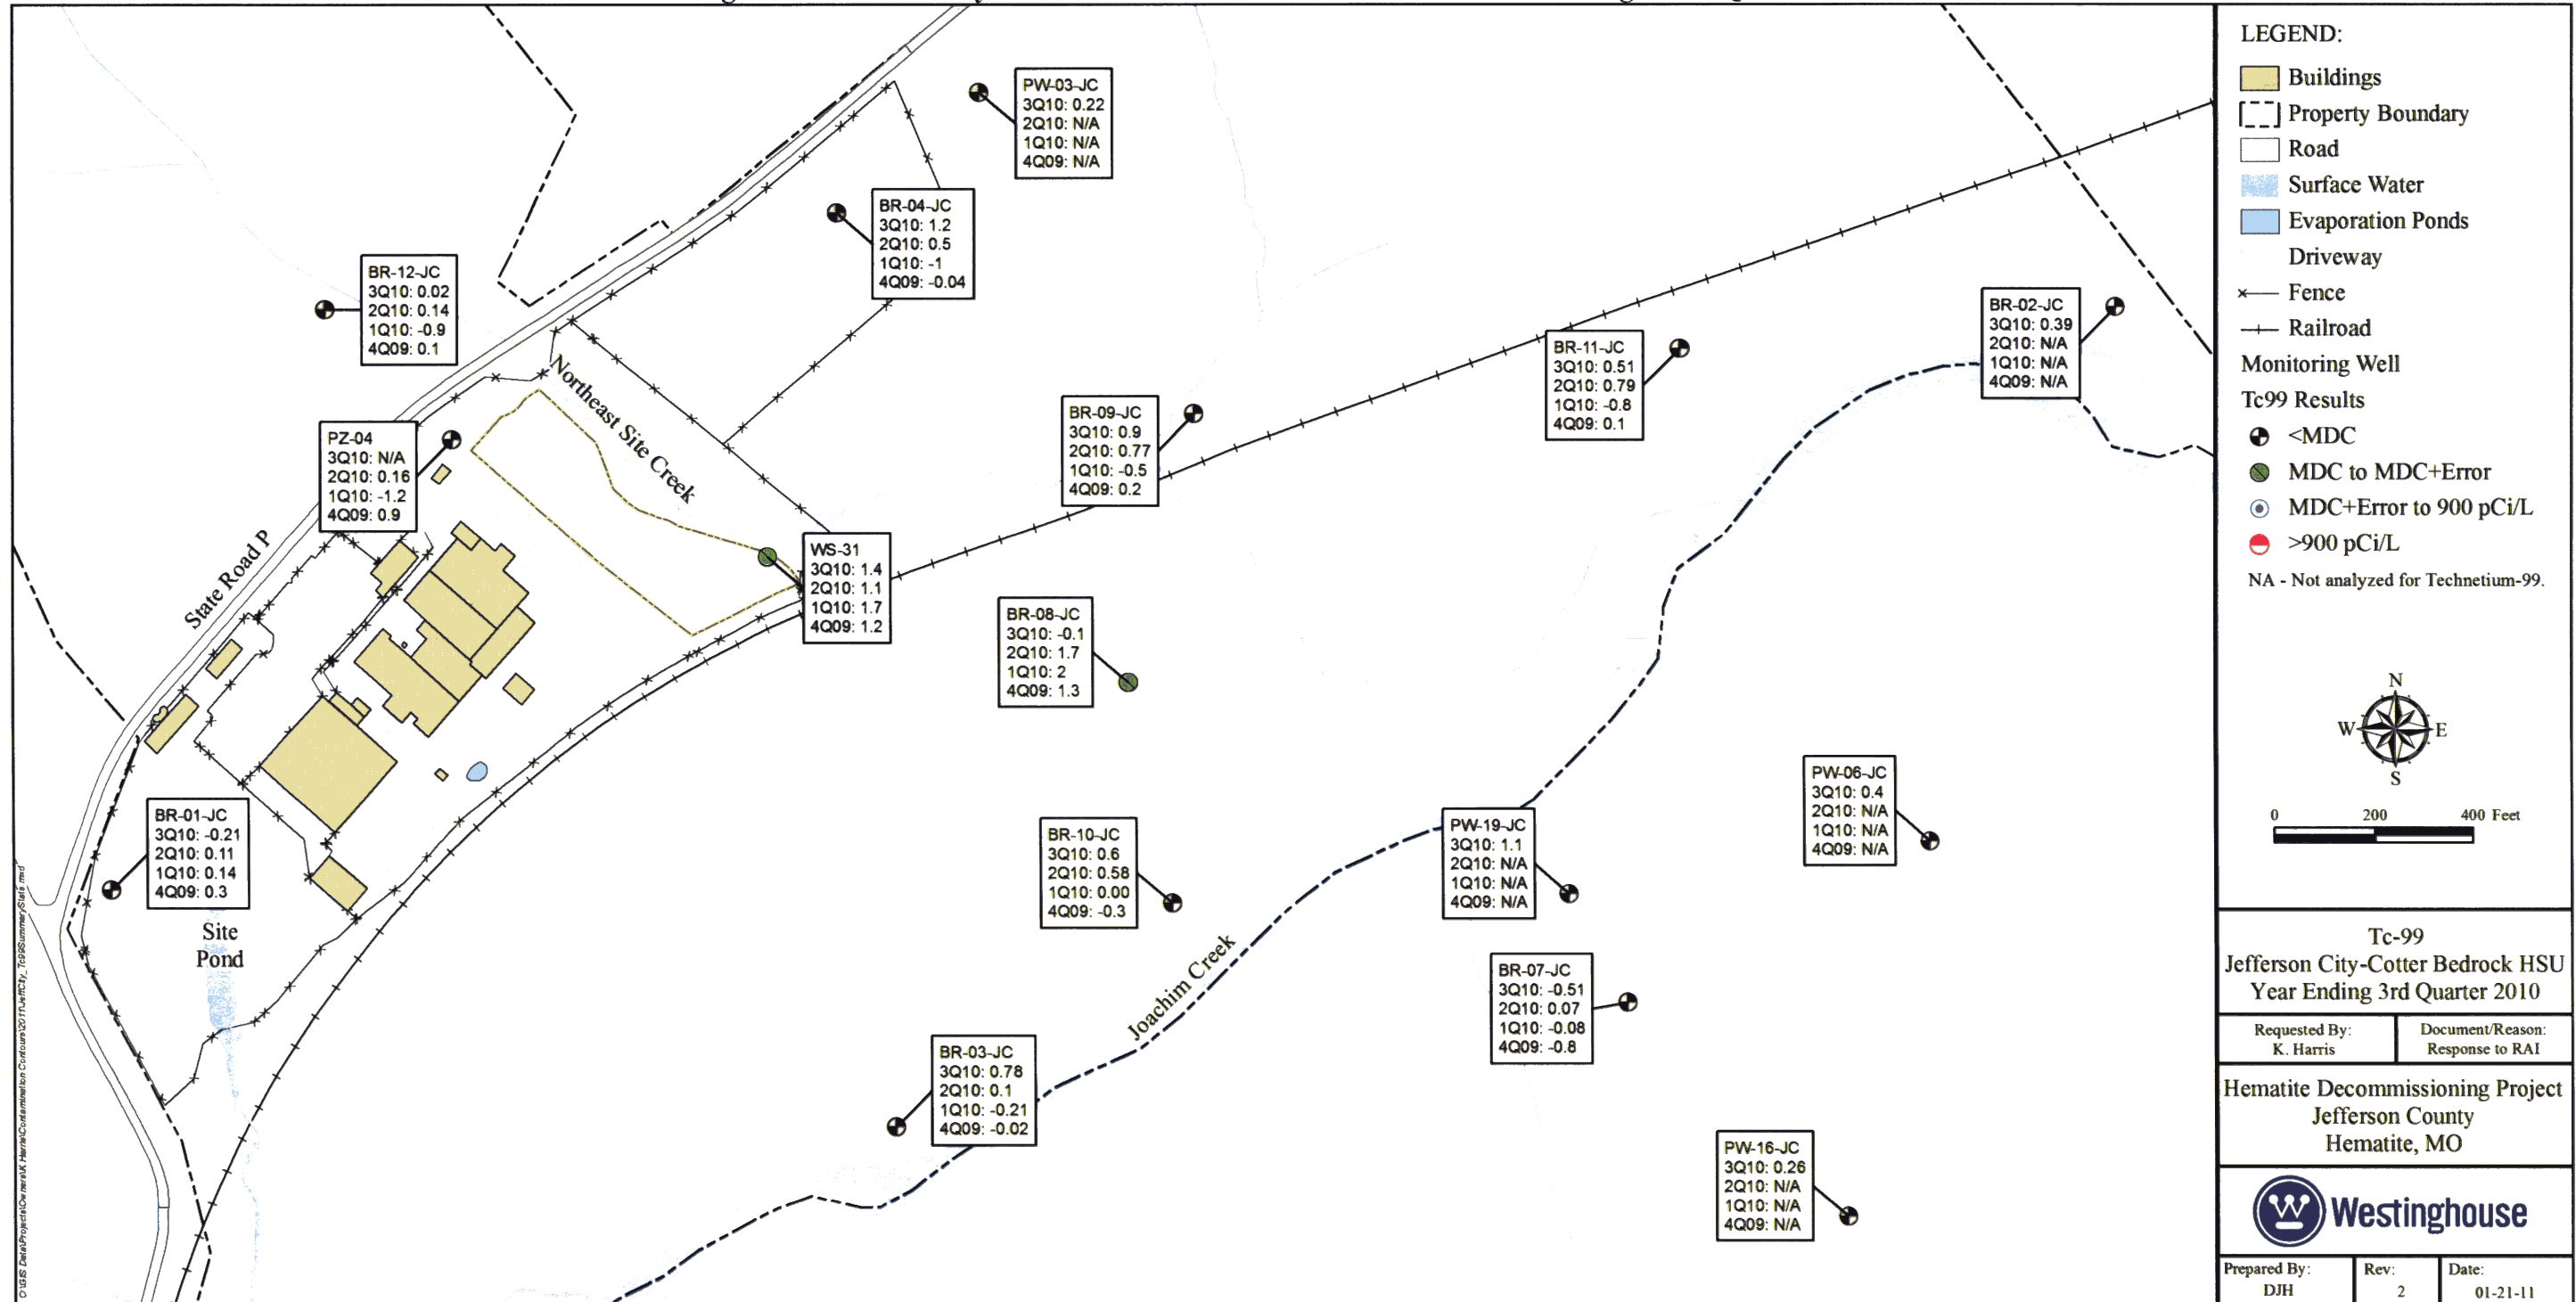 PW-03-JC
3Q10: 0.22
2Q10: N/A
1Q10: N/A
4Q09: N/A
BR-04-JC
3Q10: 1.2
2Q10: 0.5
1Q10: -1
4Q09: -0.04
BR-12-JC
3Q10: 0.02
2Q10: 0.14
1Q10: -0.9
4Q09: 0.1
BR-02-JC
3Q10: 0.39
2Q10: N/A
1Q10: N/A
4Q09: N/A
BR-11-JC
3Q10: 0.51
2Q10: 0.79
1Q10: -0.8
4Q09: 0.1
Northeast Site Creek
BR-09-JC
3Q10: 0.9
2Q10: 0.77
1Q10: -0.5
4Q09: 0.2
PZ-04
3Q10: N/A
2Q10: 0.16
1Q10: -1.2
4Q09: 0.9
State Road P
WS-31
3Q10: 1.4
2Q10: 1.1
1Q10: 1.7
4Q09: 1.2
BR-08-JC
3Q10: -0.1
2Q10: 1.7
1Q10: 2
4Q09: 1.3
PW-06-JC
3Q10: 0.4
2Q10: N/A
1Q10: N/A
4Q09: N/A
BR-01-JC
3Q10: -0.21
2Q10: 0.11
1Q10: 0.14
4Q09: 0.3
Site
Pond
BR-10-JC
3Q10: 0.6
2Q10: 0.58
1Q10: 0.00
4Q09: -0.3
PW-19-JC
3Q10: 1.1
2Q10: N/A
1Q10: N/A
4Q09: N/A
Joachim Creek
BR-07-JC
3Q10: -0.51
2Q10: 0.07
1Q10: -0.08
4Q09: -0.8
BR-03-JC
3Q10: 0.78
2Q10: 0.1
1Q10: -0.21
4Q09: -0.02
PW-16-JC
3Q10: 0.26
2Q10: N/A
1Q10: N/A
4Q09: N/A
LEGEND:
Buildings
Property Boundary
Road
Surface Water
Evaporation Ponds
Driveway
Fence
Railroad
Monitoring Well
Tc99 Results
<MDC
MDC to MDC+Error
MDC+Error to 900 pCi/L
>900 pCi/L
NA - Not analyzed for Technetium-99.
N
W E
S
0 200 400 Feet
Tc-99
Jefferson City-Cotter Bedrock HSU
Year Ending 3rd Quarter 2010
Requested By:
K. Harris
Document/Reason:
Response to RAI
Hematite Decommissioning Project
Jefferson County
Hematite, MO
Westinghouse
Prepared By:
DJH
Rev:
2
Date:
01-21-11